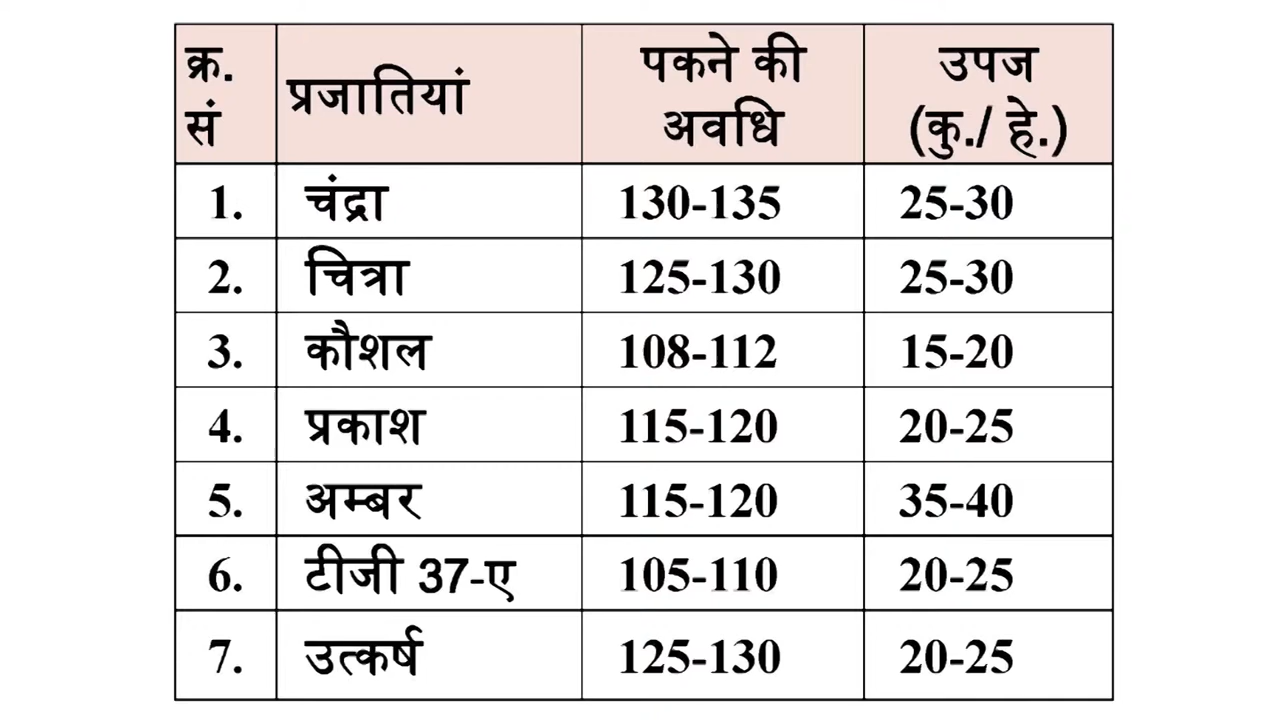 क्र. सं प्रजातियां पकने की अवधि उपज (कु./ हे.)
1. चंद्रा 130-135 25-30
2. चित्रा 125-130 25-30
3. कौशल 108-112 15-20
4. प्रकाश 115-120 20-25
5. अम्बर 115-120 35-40
6. टीजी 37-ए 105-110 20-25
7. उत्कर्ष 125-130 20-25